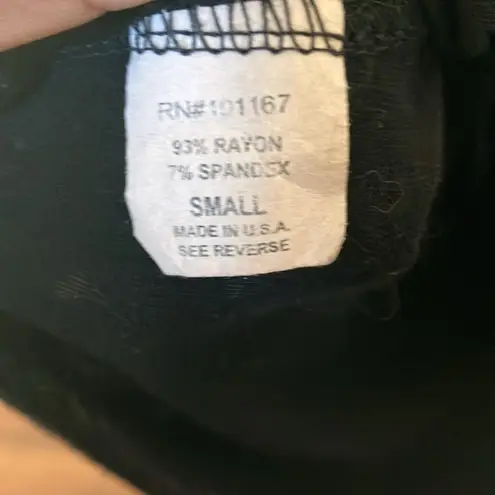 RN#101167
93% RAYON
7% SPANDEX
SMALL
MADE IN U.S.A.
SEE REVERSE